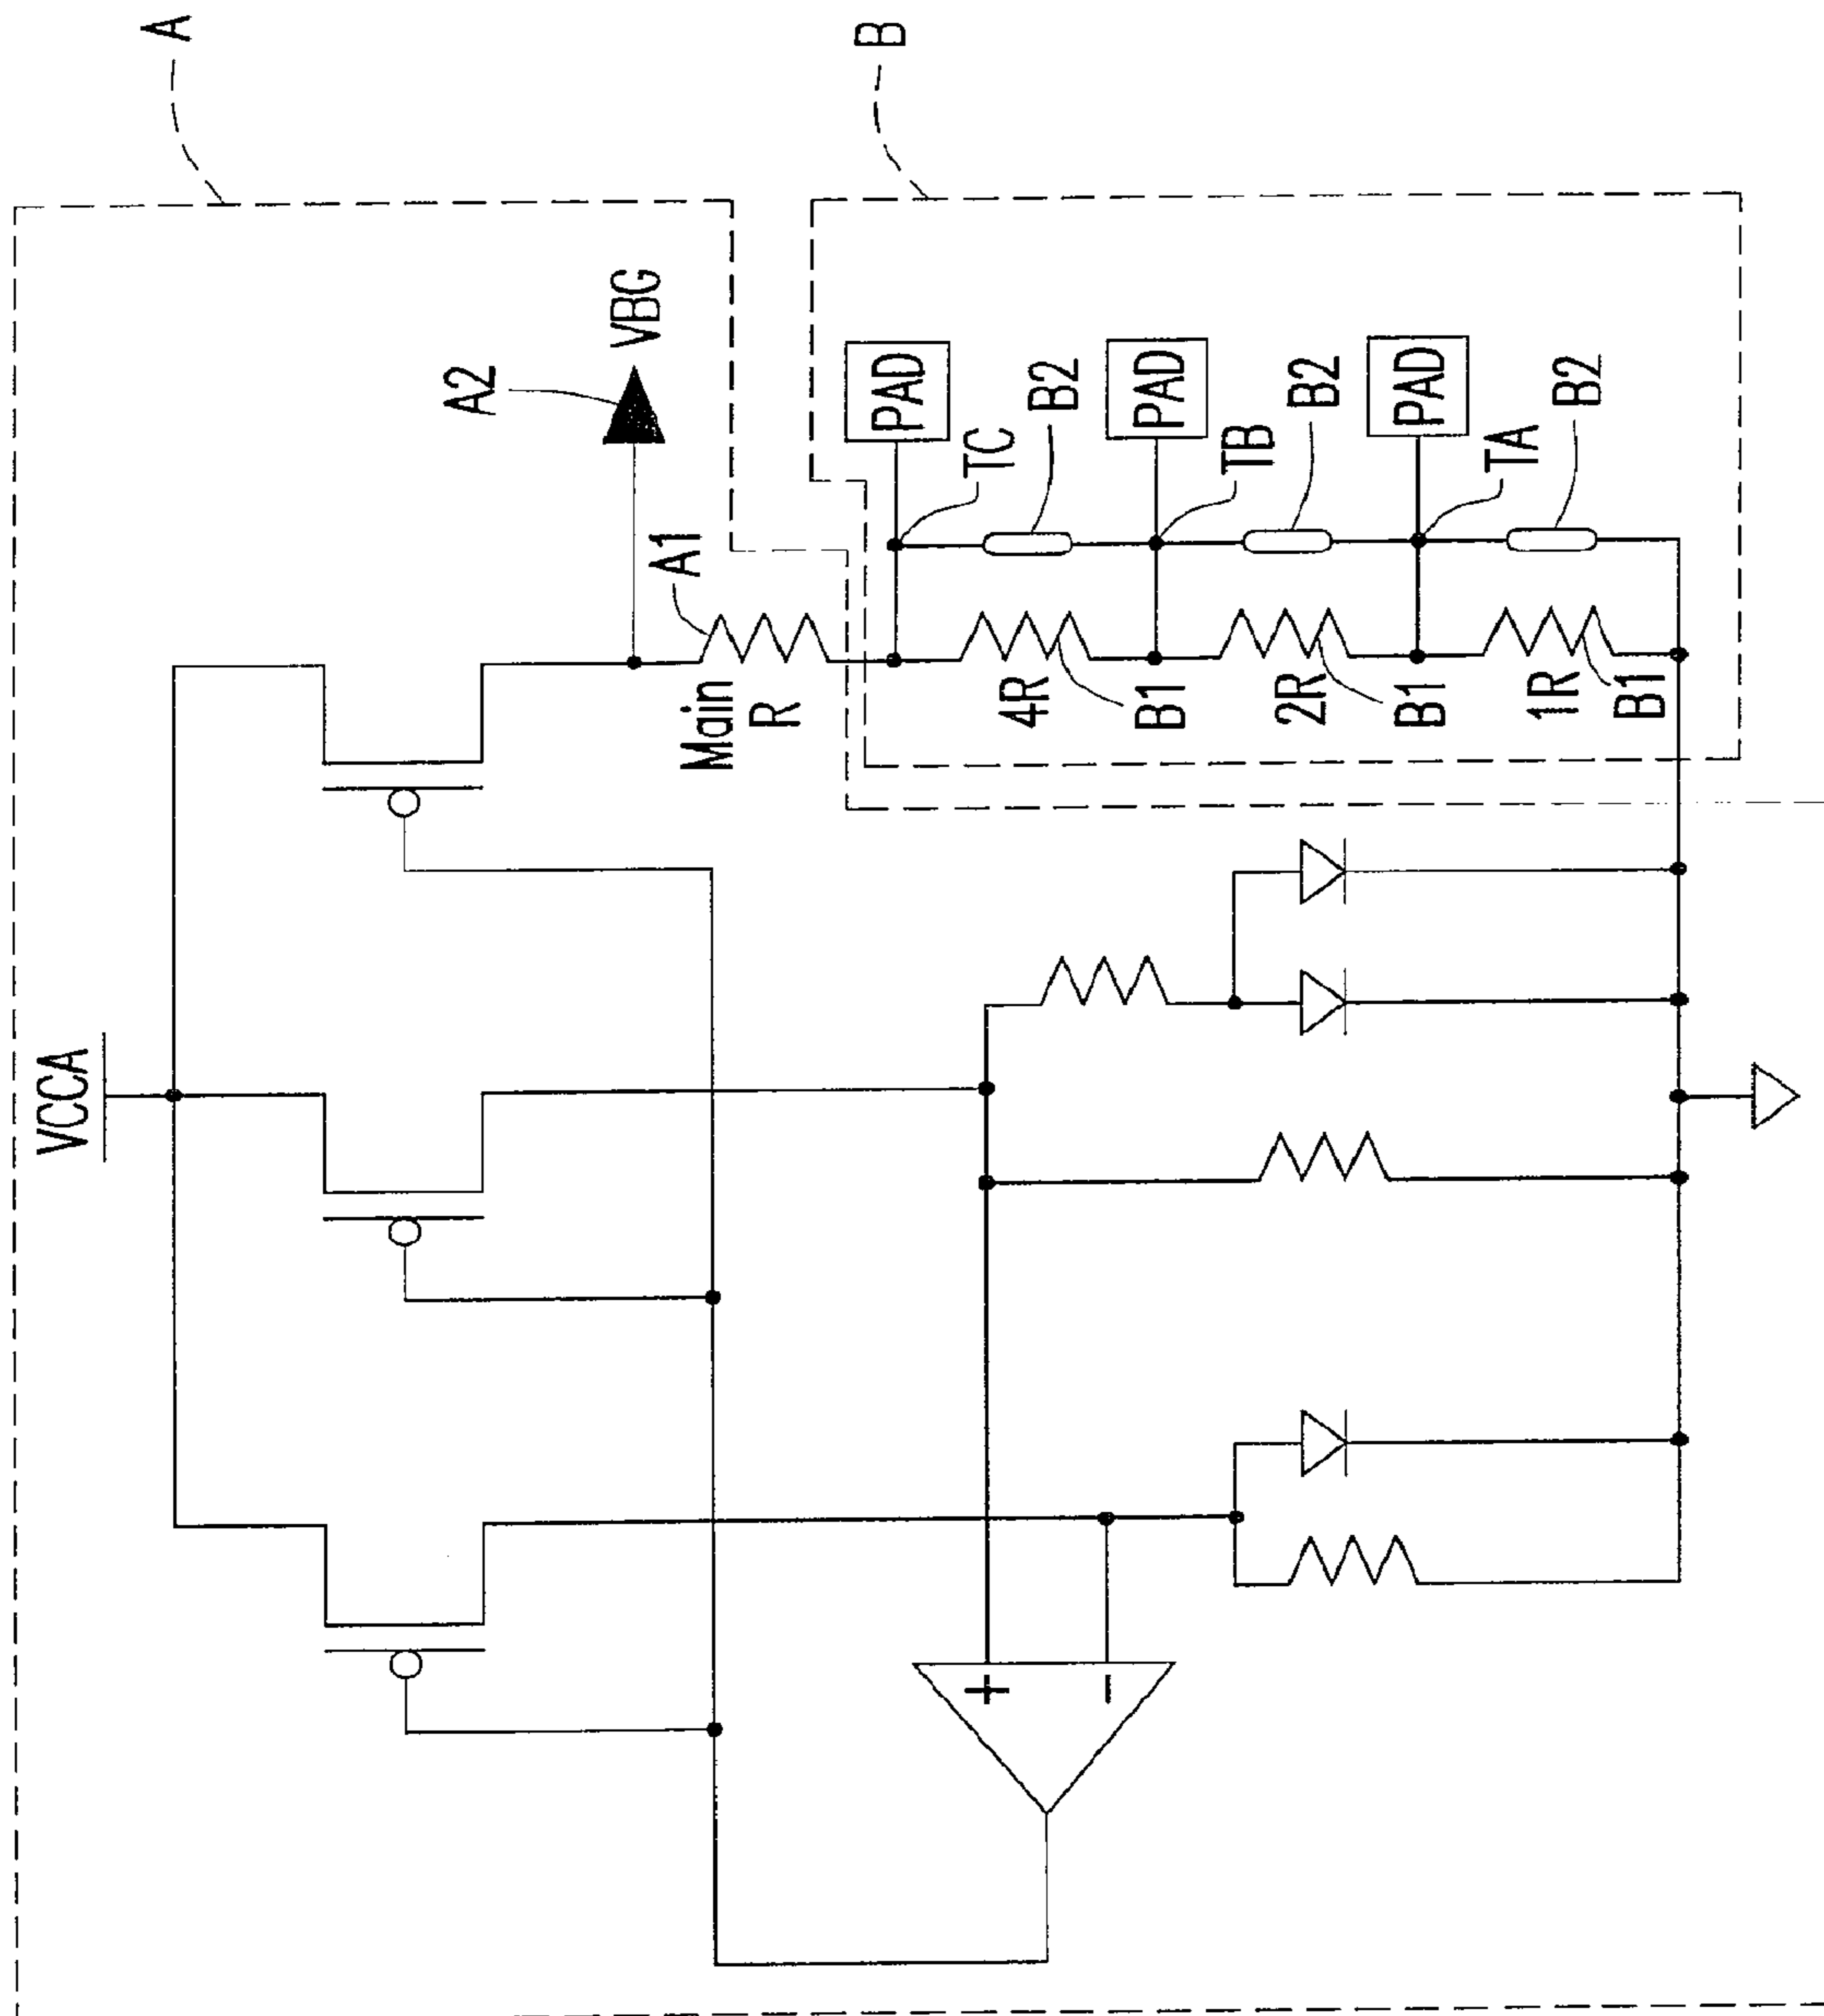 A
B
VCCA
A2
VBG
A1
Main
R
PAD
TC
B2
4R
B1
PAD
TB
B2
2R
B1
PAD
TA
B2
1R
B1
+
-